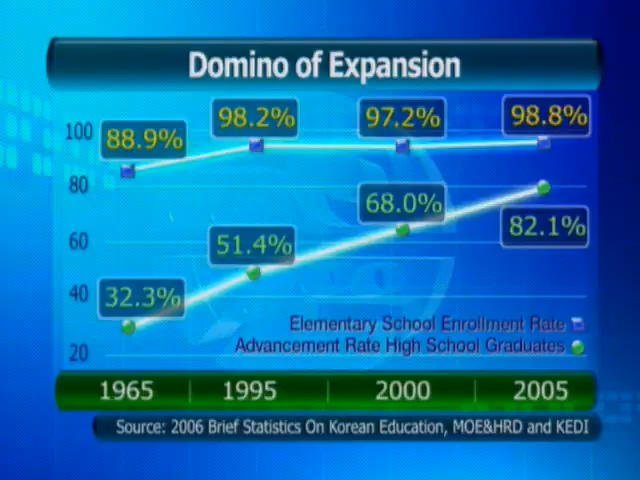 Domino of Expansion
100
80
60
40
20
88.9%
98.2%
97.2%
98.8%
32.3%
51.4%
68.0%
82.1%
Elementary School Enrollment Rate
Advancement Rate High School Graduates
1965 1995 2000 2005
Source: 2006 Brief Statistics On Korean Education, MOE&HRD and KEDI